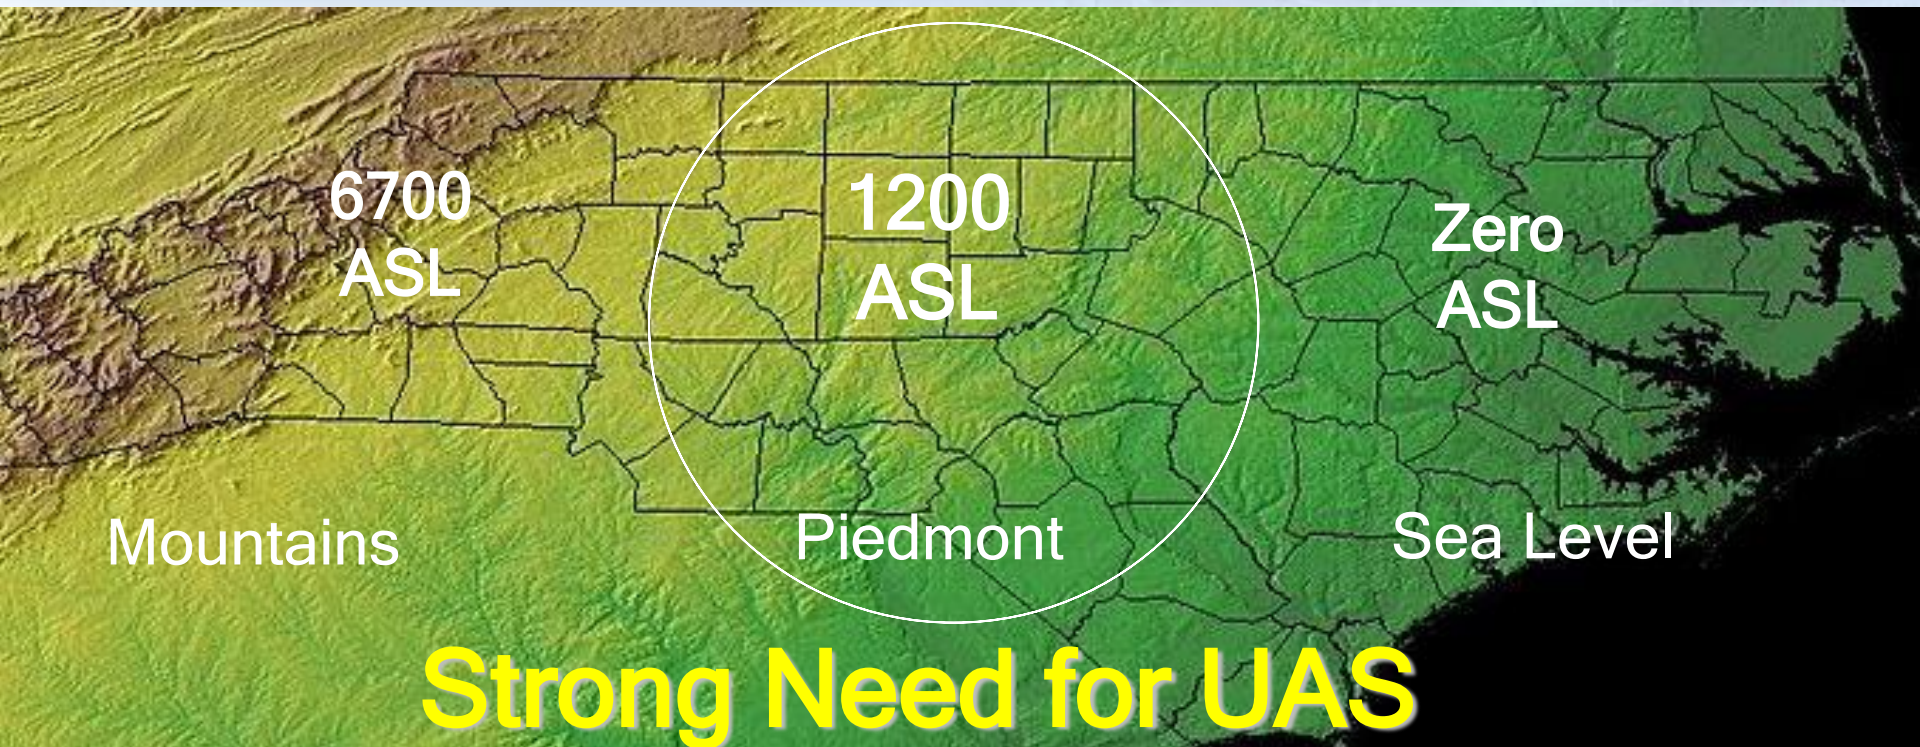 6700
ASL
1200
ASL
Zero
ASL
Mountains
Piedmont
Sea Level
Strong Need for UAS